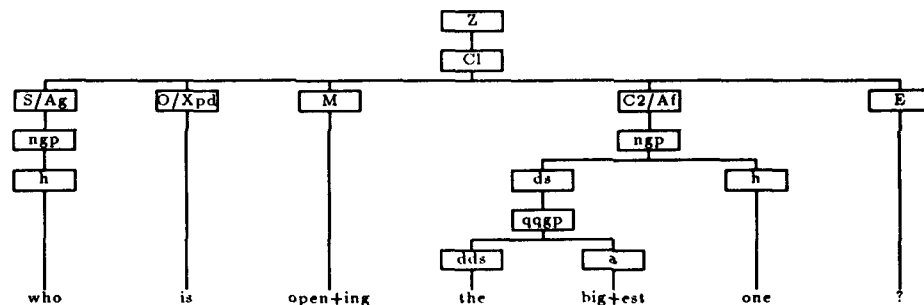 Z
Cl
S/Ag O/Xpd M C2/Af E
ngp ngp
h ds h
qqgp
dds a
who is open+ing the big+est one ?